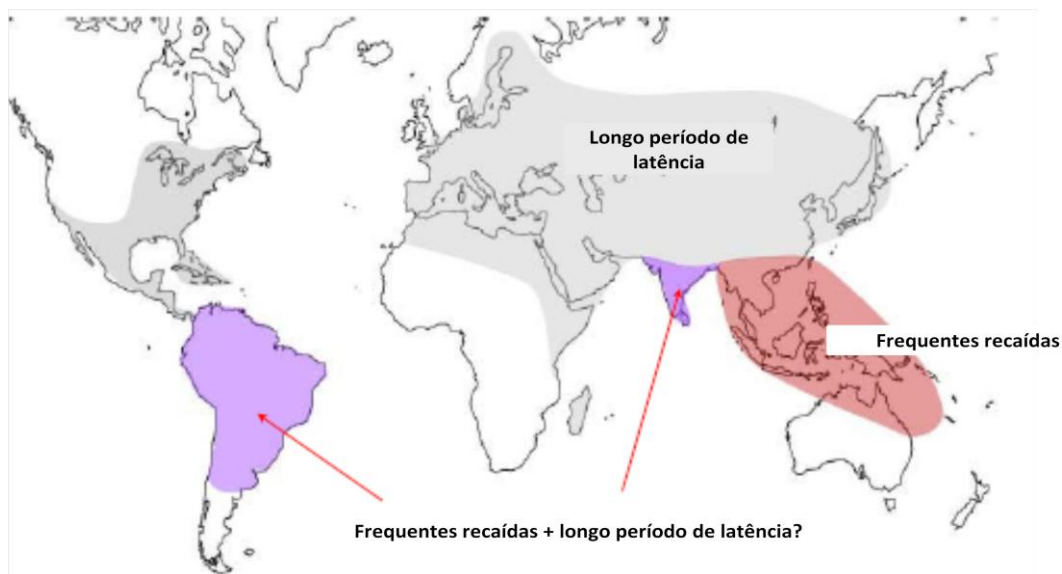 Longo período de
latência
Frequentes recaídas
Frequentes recaídas + longo período de latência?